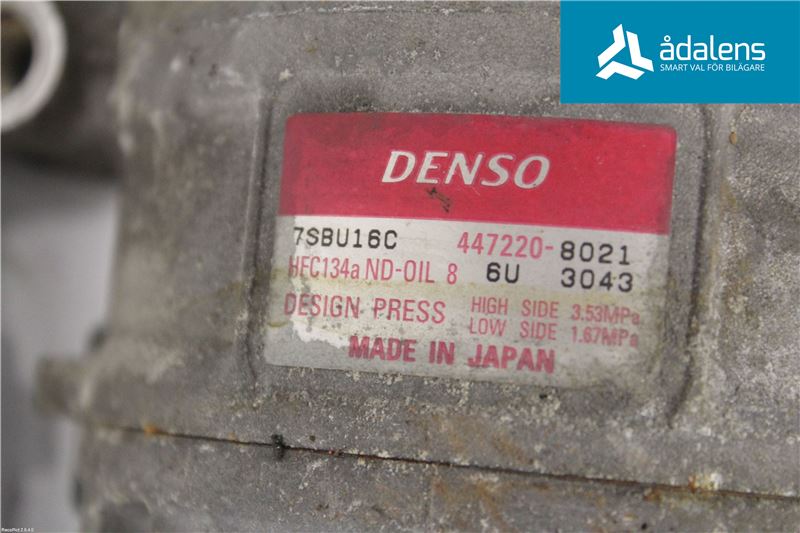 ådalens
SMART VAL FÖR BILÄGARE
DENSO
7SBU16C 447220-8021
HFC134a ND-OIL 8 6U 3043
DESIGN PRESS HIGH SIDE 3.53MPa
LOW SIDE 1.67MPa
MADE IN JAPAN